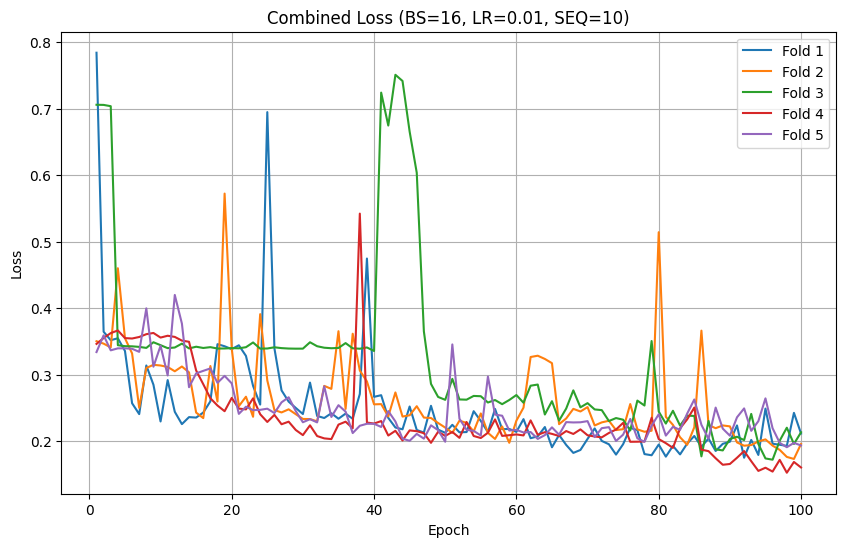 Combined Loss (BS=16, LR=0.01, SEQ=10)
0.8
0.7
0.6
0.5
0.4
0.3
0.2
Loss
Fold 1
Fold 2
Fold 3
Fold 4
Fold 5
0 20 40 60 80 100
Epoch